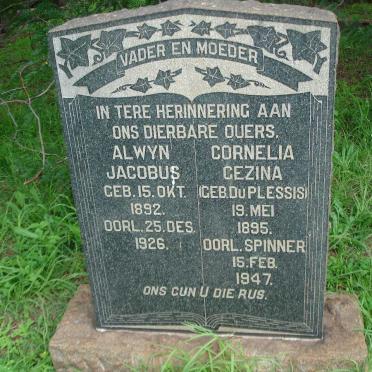 VADER EN MOEDER
IN TERE HERINNERING AAN
ONS DIERBARE OUERS.
ALWYN
JACOBUS
GEB. 15. OKT.
1892.
OORL. 25. DES.
1926.
CORNELIA
GEZINA
(GEB. DU PLESSIS)
19. MEI
1895.
OORL. SPINNER
15. FEB.
1947.
ONS GUN U DIE RUS.